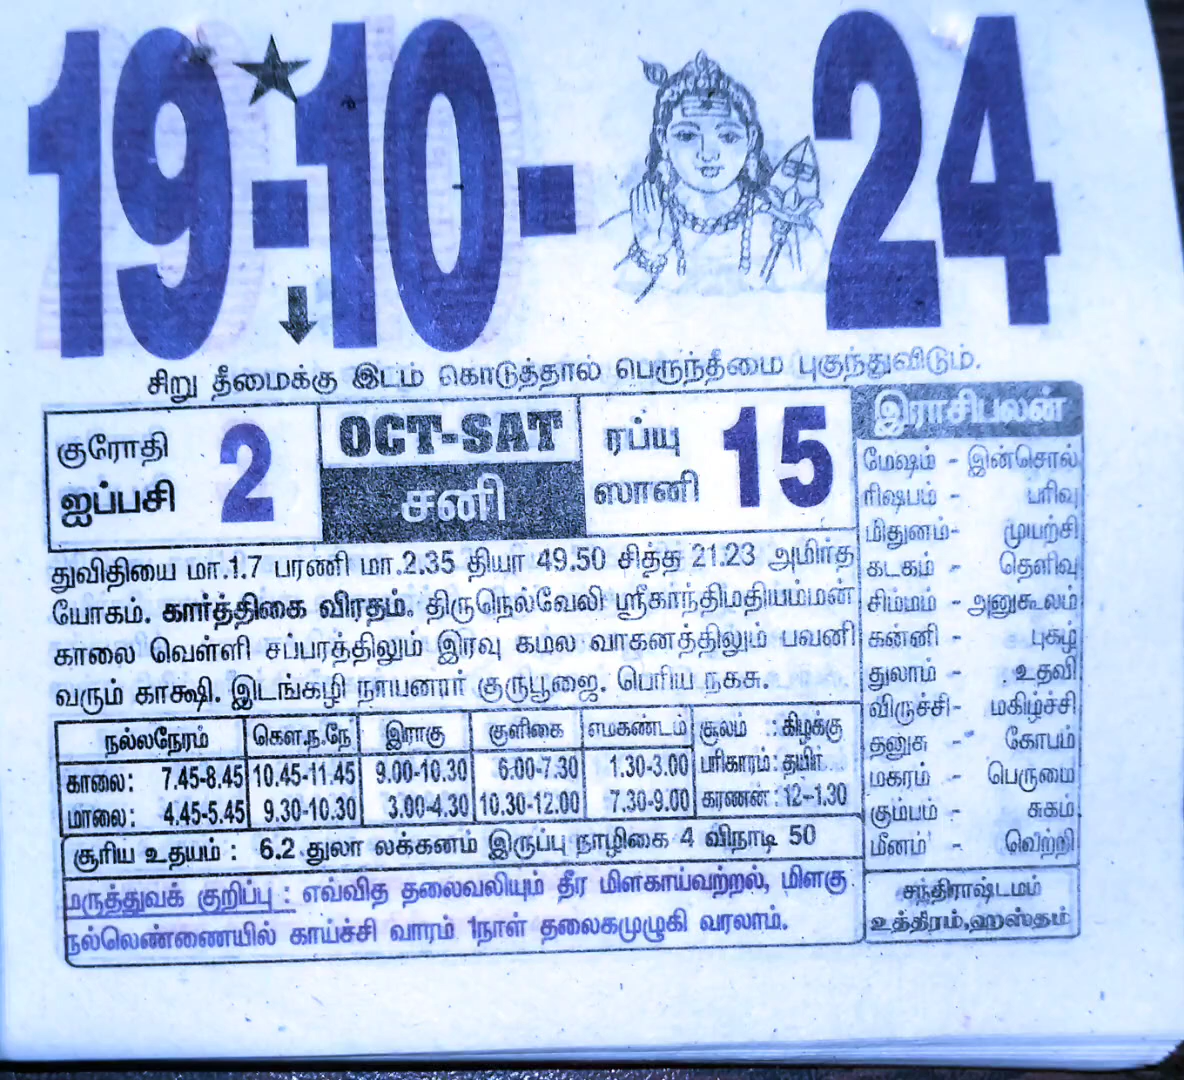 19-10-24
சிறு தீமைக்கு இடம் கொடுத்தால் பெருந்தீமை புகுந்துவிடும்.
குரோதி
ஐப்பசி
2
OCT-SAT
சனி
ரப்யு
ஸானி
15
துவிதியை மா.1.7 பரணி மா.2.35 தியா 49.50 சித்த 21.23 அமிர்த
யோகம். கார்த்திகை விரதம். திருநெல்வேலி ஸ்ரீகாந்திமதியம்மன்
காலை வெள்ளி சப்பரத்திலும் இரவு கமல வாகனத்திலும் பவனி
வரும் காக்ஷி. இடங்கழி நாயனார் குருபூஜை. பெரிய நகசு.
நல்லநேரம் கௌ.ந.நே இராகு குளிகை எமகண்டம் சூலம் : கிழக்கு
காலை: 7.45-8.45 10.45-11.45 9.00-10.30 6.00-7.30 1.30-3.00 பரிகாரம்: தயிர்
மாலை: 4.45-5.45 9.30-10.30 3.00-4.30 10.30-12.00 7.30-9.00 கரணன்: 12-1.30
சூரிய உதயம் : 6.2 துலா லக்கனம் இருப்பு நாழிகை 4 விநாடி 50
மருத்துவக் குறிப்பு : எவ்வித தலைவலியும் தீர மிளகாய்வற்றல், மிளகு
நல்லெண்ணையில் காய்ச்சி வாரம் 1நாள் தலைகமுழுகி வரலாம்.
இராசிபலன்
மேஷம் - இன்சொல்
ரிஷபம் - பரிவு
மிதுனம்- முயற்சி
கடகம் - தெளிவு
சிம்மம் - அனுகூலம்
கன்னி - புகழ்
துலாம் - உதவி
விருச்சி- மகிழ்ச்சி
தனுசு - கோபம்
மகரம் - பெருமை
கும்பம் - சுகம்
மீனம் - வெற்றி
சந்திராஷ்டமம்
உத்திரம்,ஹஸ்தம்